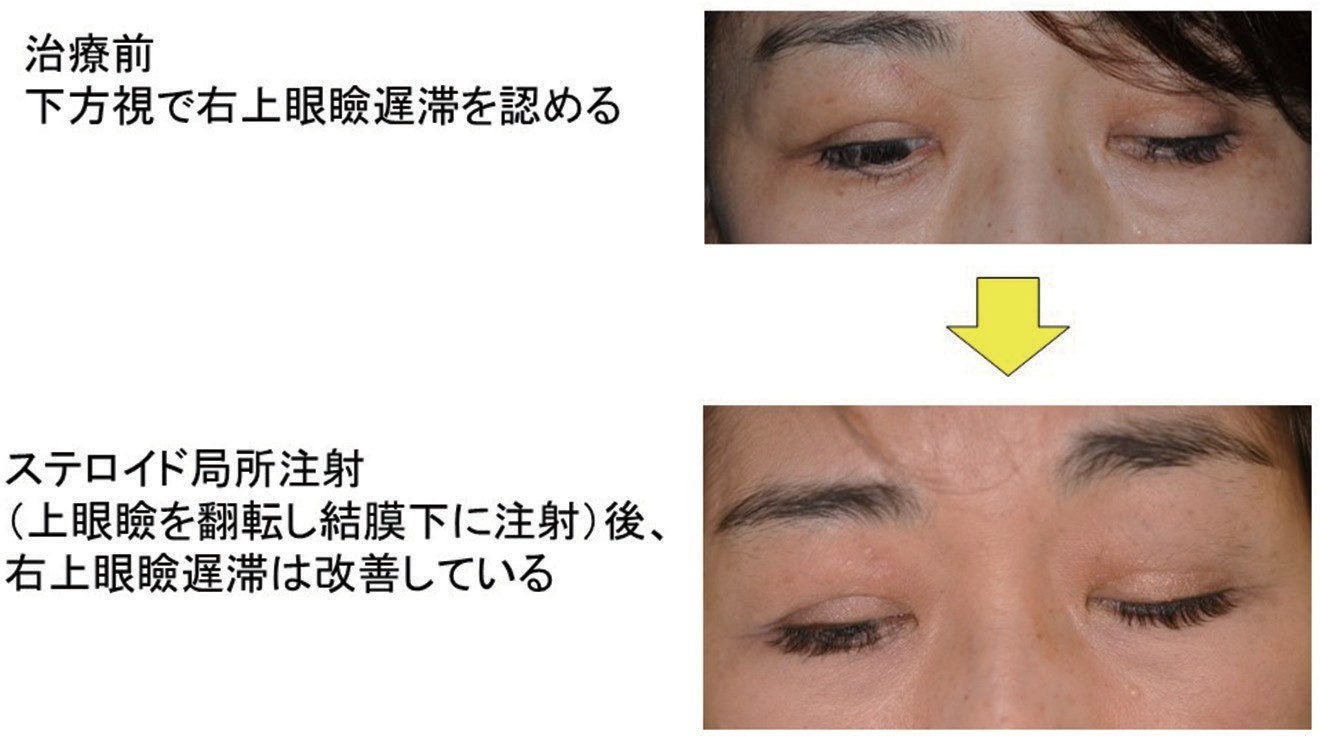 治療前
下方視で右上眼瞼遅滞を認める
ステロイド局所注射
（上眼瞼を翻転し結膜下に注射）後、
右上眼瞼遅滞は改善している